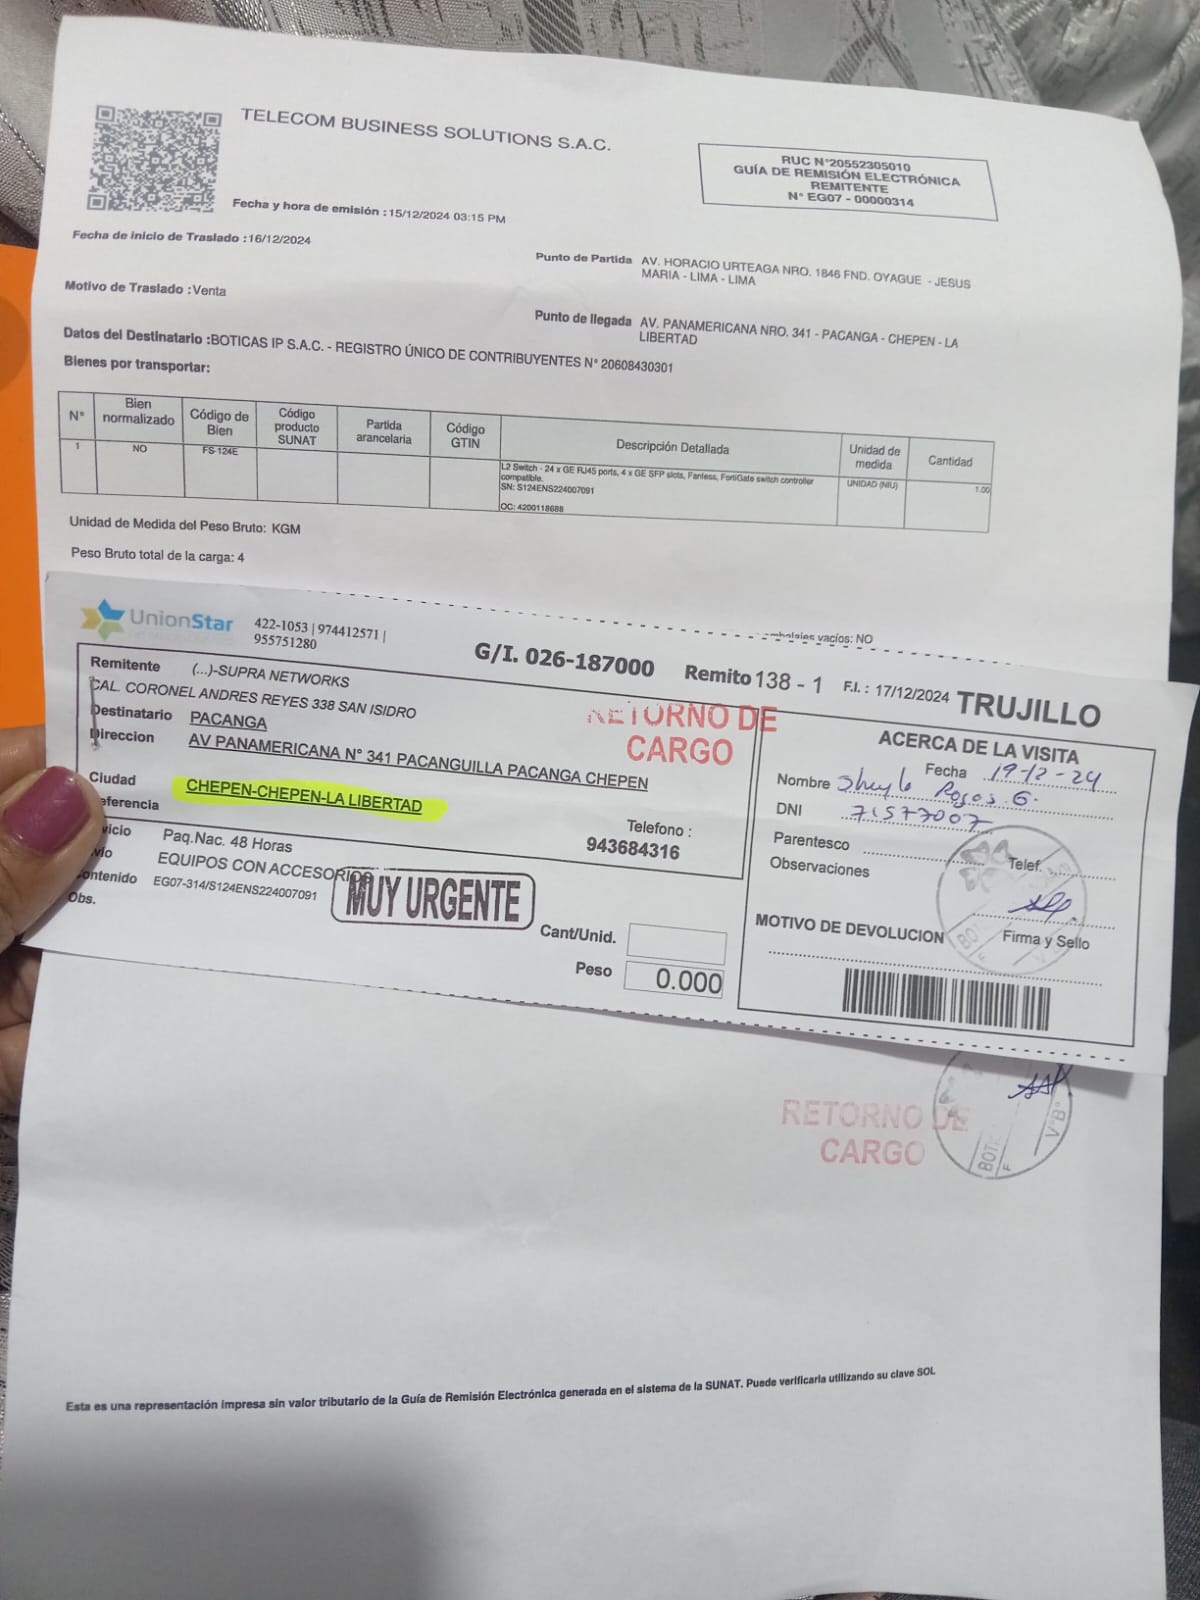 TELECOM BUSINESS SOLUTIONS S.A.C.
RUC N°20552305010
GUÍA DE REMISIÓN ELECTRÓNICA
REMITENTE
N° EG07 - 00000314
Fecha y hora de emisión :15/12/2024 03:15 PM
Fecha de inicio de Traslado :16/12/2024
Punto de Partida AV. HORACIO URTEAGA NRO. 1846 FND. OYAGUE - JESUS
MARIA - LIMA - LIMA
Motivo de Traslado :Venta
Punto de llegada AV. PANAMERICANA NRO. 341 - PACANGA - CHEPEN - LA
LIBERTAD
Datos del Destinatario :BOTICAS IP S.A.C. - REGISTRO ÚNICO DE CONTRIBUYENTES N° 20608430301
Bienes por transportar:
N° Bien normalizado Código de Bien Código producto SUNAT Partida arancelaria Código GTIN Descripción Detallada Unidad de medida Cantidad
1 NO FS-124E L2 Switch - 24 x GE RJ45 ports, 4 x GE SFP slots, Fanless, FortiGate switch controller UNIDAD (NIU) 1.00
compatible.
SN: S124ENS224007091
OC: 4200118688
Unidad de Medida del Peso Bruto: KGM
Peso Bruto total de la carga: 4
vacíos: NO
UnionStar 422-1053 | 974412571 |
955751280
G/I. 026-187000 Remito 138 - 1 F.I. : 17/12/2024 TRUJILLO
Remitente (...)-SUPRA NETWORKS
CAL. CORONEL ANDRES REYES 338 SAN ISIDRO
Destinatario PACANGA
Direccion AV PANAMERICANA N° 341 PACANGUILLA PACANGA CHEPEN
Ciudad CHEPEN-CHEPEN-LA LIBERTAD
eferencia
Telefono :
943684316
RETORNO DE
CARGO
vicio Paq.Nac. 48 Horas
vio EQUIPOS CON ACCESORIOS
ontenido EG07-314/S124ENS224007091
Obs.
MUY URGENTE
Cant/Unid.
Peso 0.000
ACERCA DE LA VISITA
Fecha 19-12-24
Nombre
DNI 71577007
Parentesco
Telef.
Observaciones
Firma y Sello
MOTIVO DE DEVOLUCION
RETORNO DE
CARGO
V°B°
Esta es una representación impresa sin valor tributario de la Guía de Remisión Electrónica generada en el sistema de la SUNAT. Puede verificarla utilizando su clave SOL